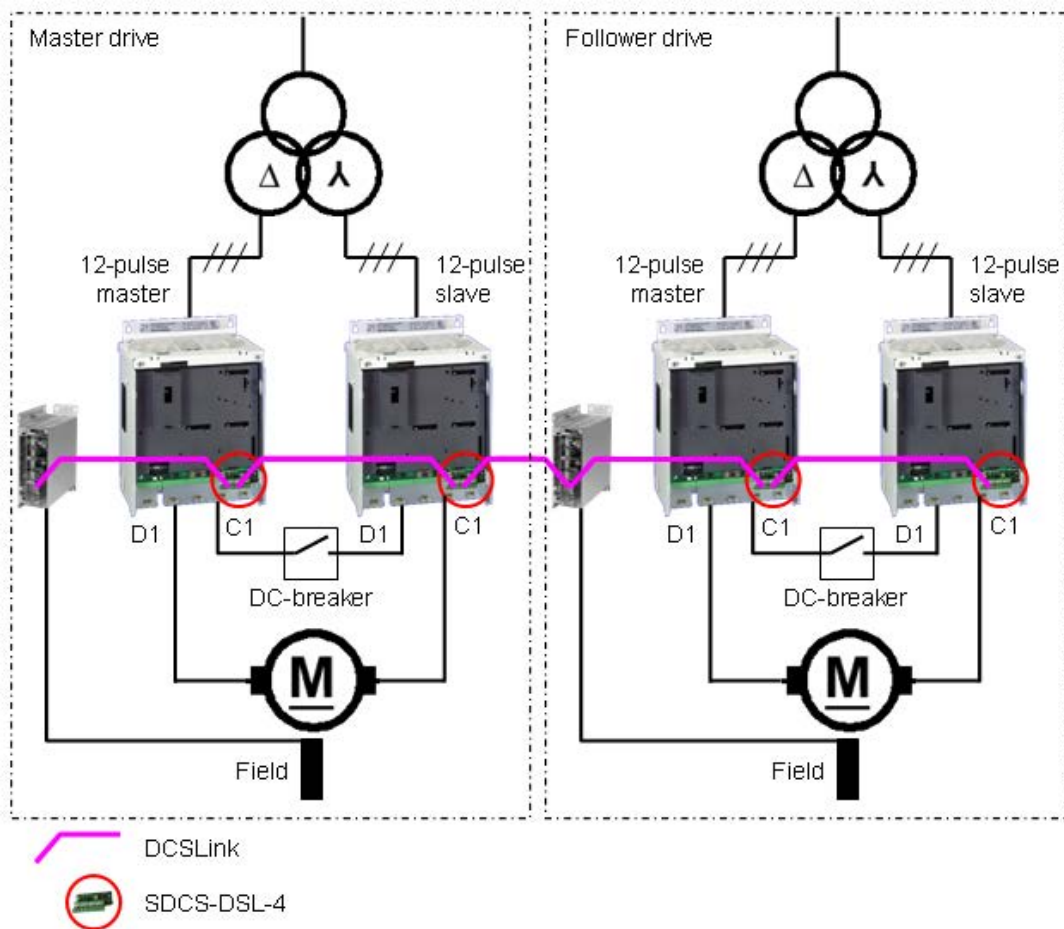 Master drive
Follower drive
Δ
Y
Δ
Y
12-pulse
master
12-pulse
slave
12-pulse
master
12-pulse
slave
D1
C1
D1
C1
D1
C1
D1
C1
DC-breaker
DC-breaker
M
M
Field
Field
DCSLink
SDCS-DSL-4